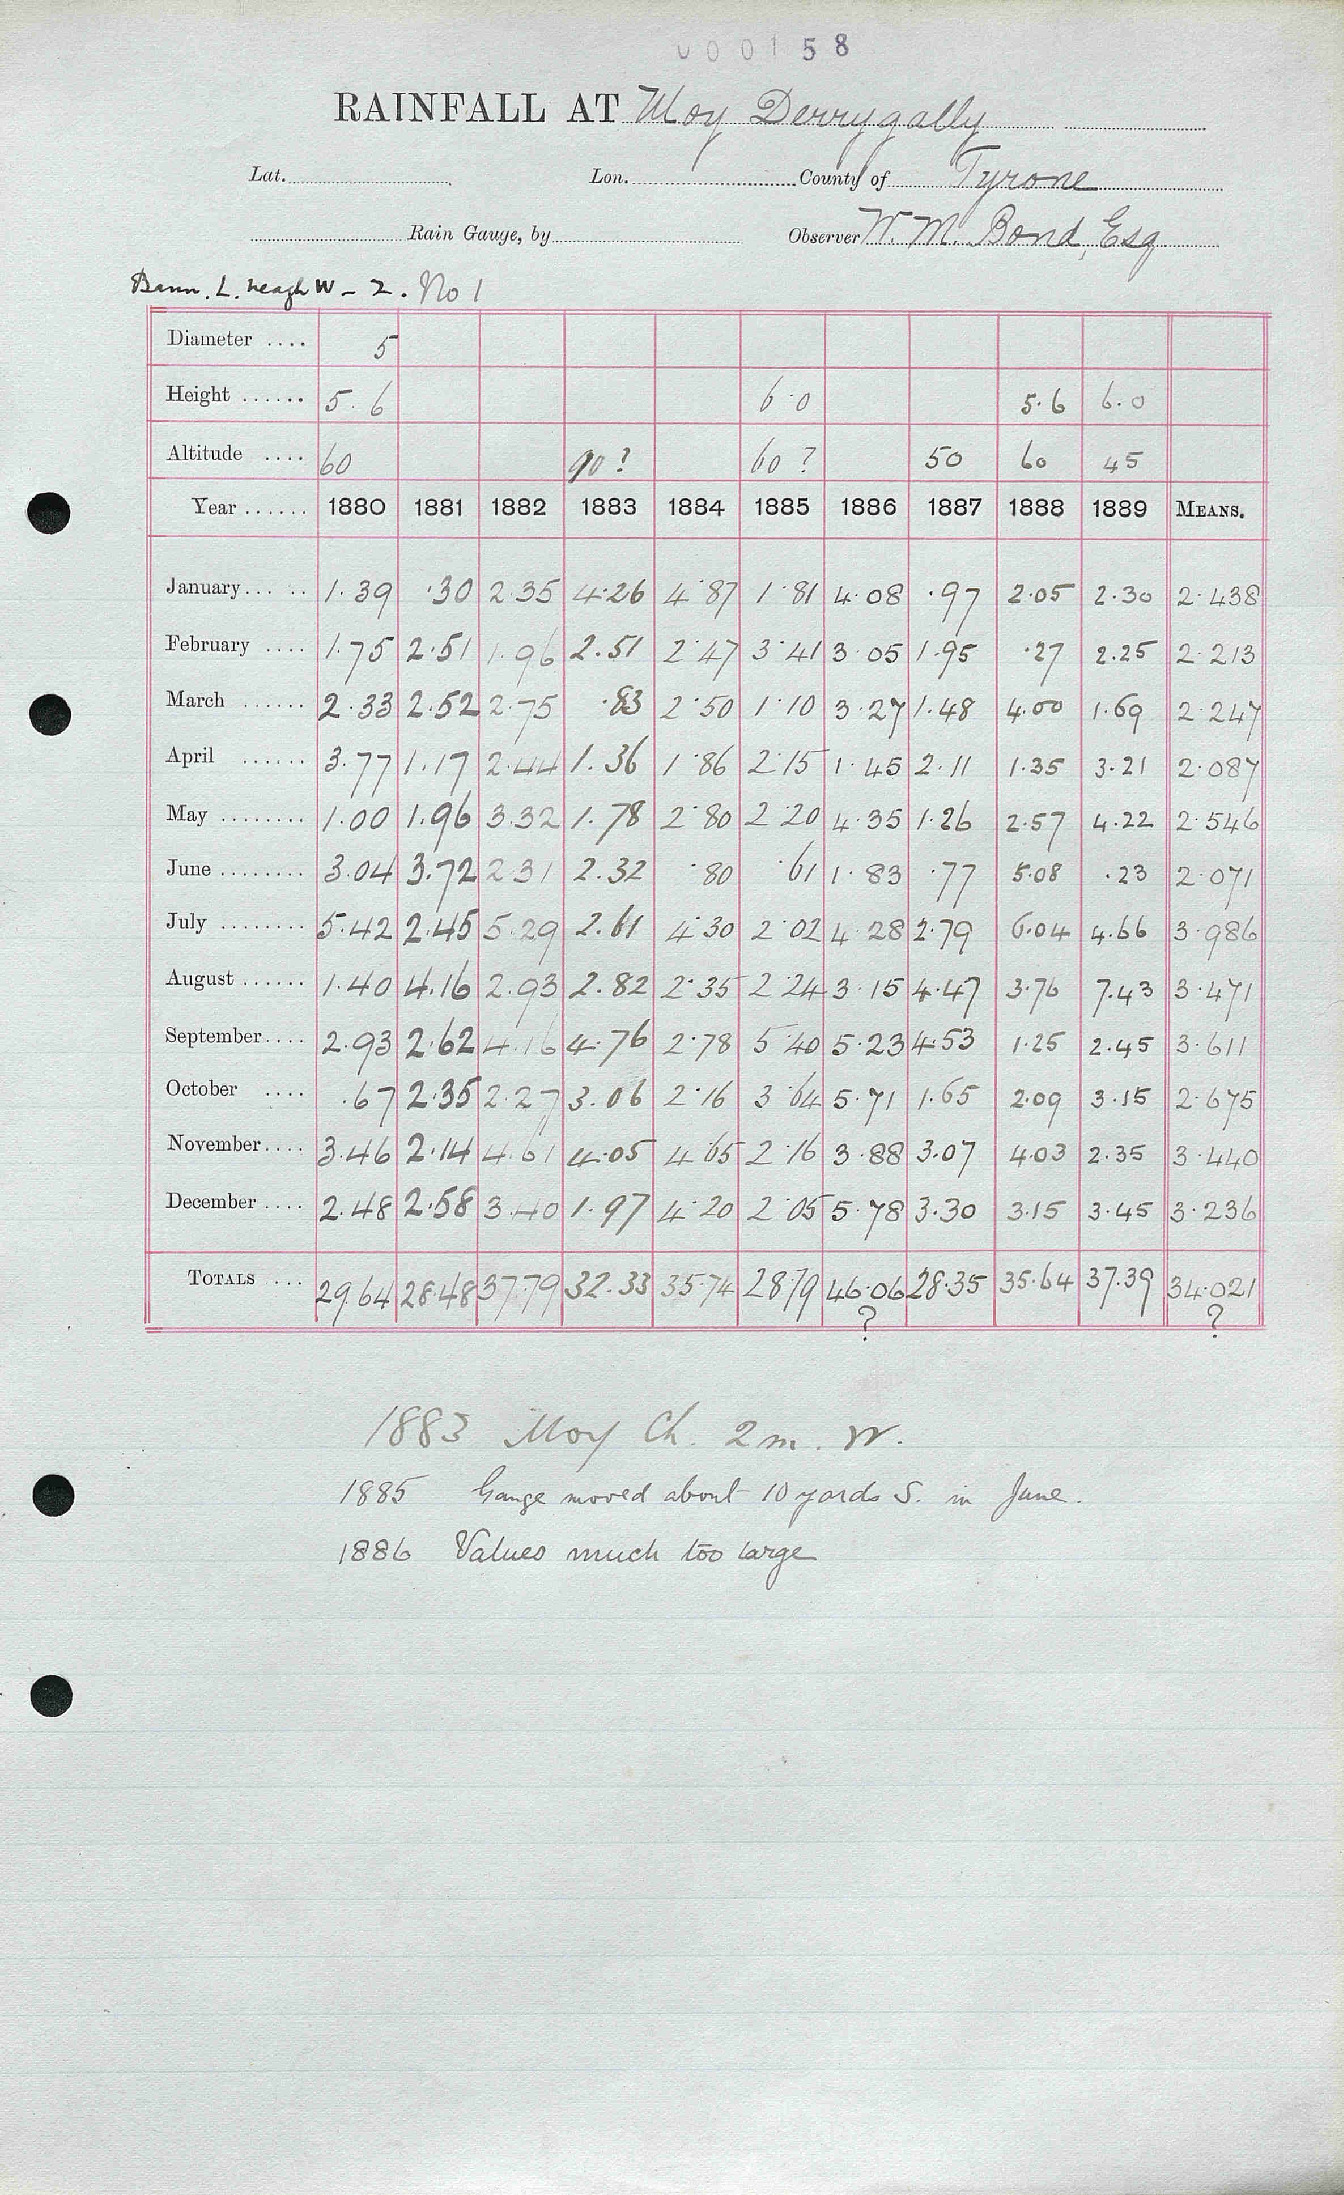 000158
RAINFALL AT Moy Derrygally
Lat. Lon. County of Tyrone
Rain Gauge, by Observer W. M. Bond, Esq
Bann. L. Neagh W - 2. No 1
Diameter .... 5
Height ...... 5.6 6.0 5.6 6.0
Altitude .... 60 90? 60? 50 60 45
Year ...... 1880 1881 1882 1883 1884 1885 1886 1887 1888 1889 MEANS.
January ... .. 1.39 .30 2.35 4.26 4.87 1.81 4.08 .97 2.05 2.30 2.438
February .... 1.75 2.51 1.96 2.51 2.47 3.41 3.05 1.95 .27 2.25 2.213
March ...... 2.33 2.52 2.75 .83 2.50 1.10 3.27 1.48 4.00 1.69 2.247
April ...... 3.77 1.17 2.44 1.36 1.86 2.15 1.45 2.11 1.35 3.21 2.087
May ........ 1.00 1.96 3.32 1.78 2.80 2.20 4.35 1.26 2.57 4.22 2.546
June ........ 3.04 3.72 2.31 2.32 .80 .61 1.83 .77 5.08 .23 2.071
July ........ 5.42 2.45 5.29 2.61 4.30 2.02 4.28 2.79 6.04 4.66 3.986
August ...... 1.40 4.16 2.93 2.82 2.35 2.24 3.15 4.47 3.76 7.43 3.471
September .... 2.93 2.62 4.16 4.76 2.78 5.40 5.23 4.53 1.25 2.45 3.611
October .... .67 2.35 2.27 3.06 2.16 3.64 5.71 1.65 2.09 3.15 2.675
November .... 3.46 2.14 4.61 4.05 4.65 2.16 3.88 3.07 4.03 2.35 3.440
December .... 2.48 2.58 3.40 1.97 4.20 2.05 5.78 3.30 3.15 3.45 3.236
TOTALS ... 29.64 28.48 37.79 32.33 35.74 28.79 46.06 28.35 35.64 37.39 34.021
? ?
1883 Moy Ch. 2 m. W.
1885 Gauge moved about 10 yards S. in June.
1886 Values much too large